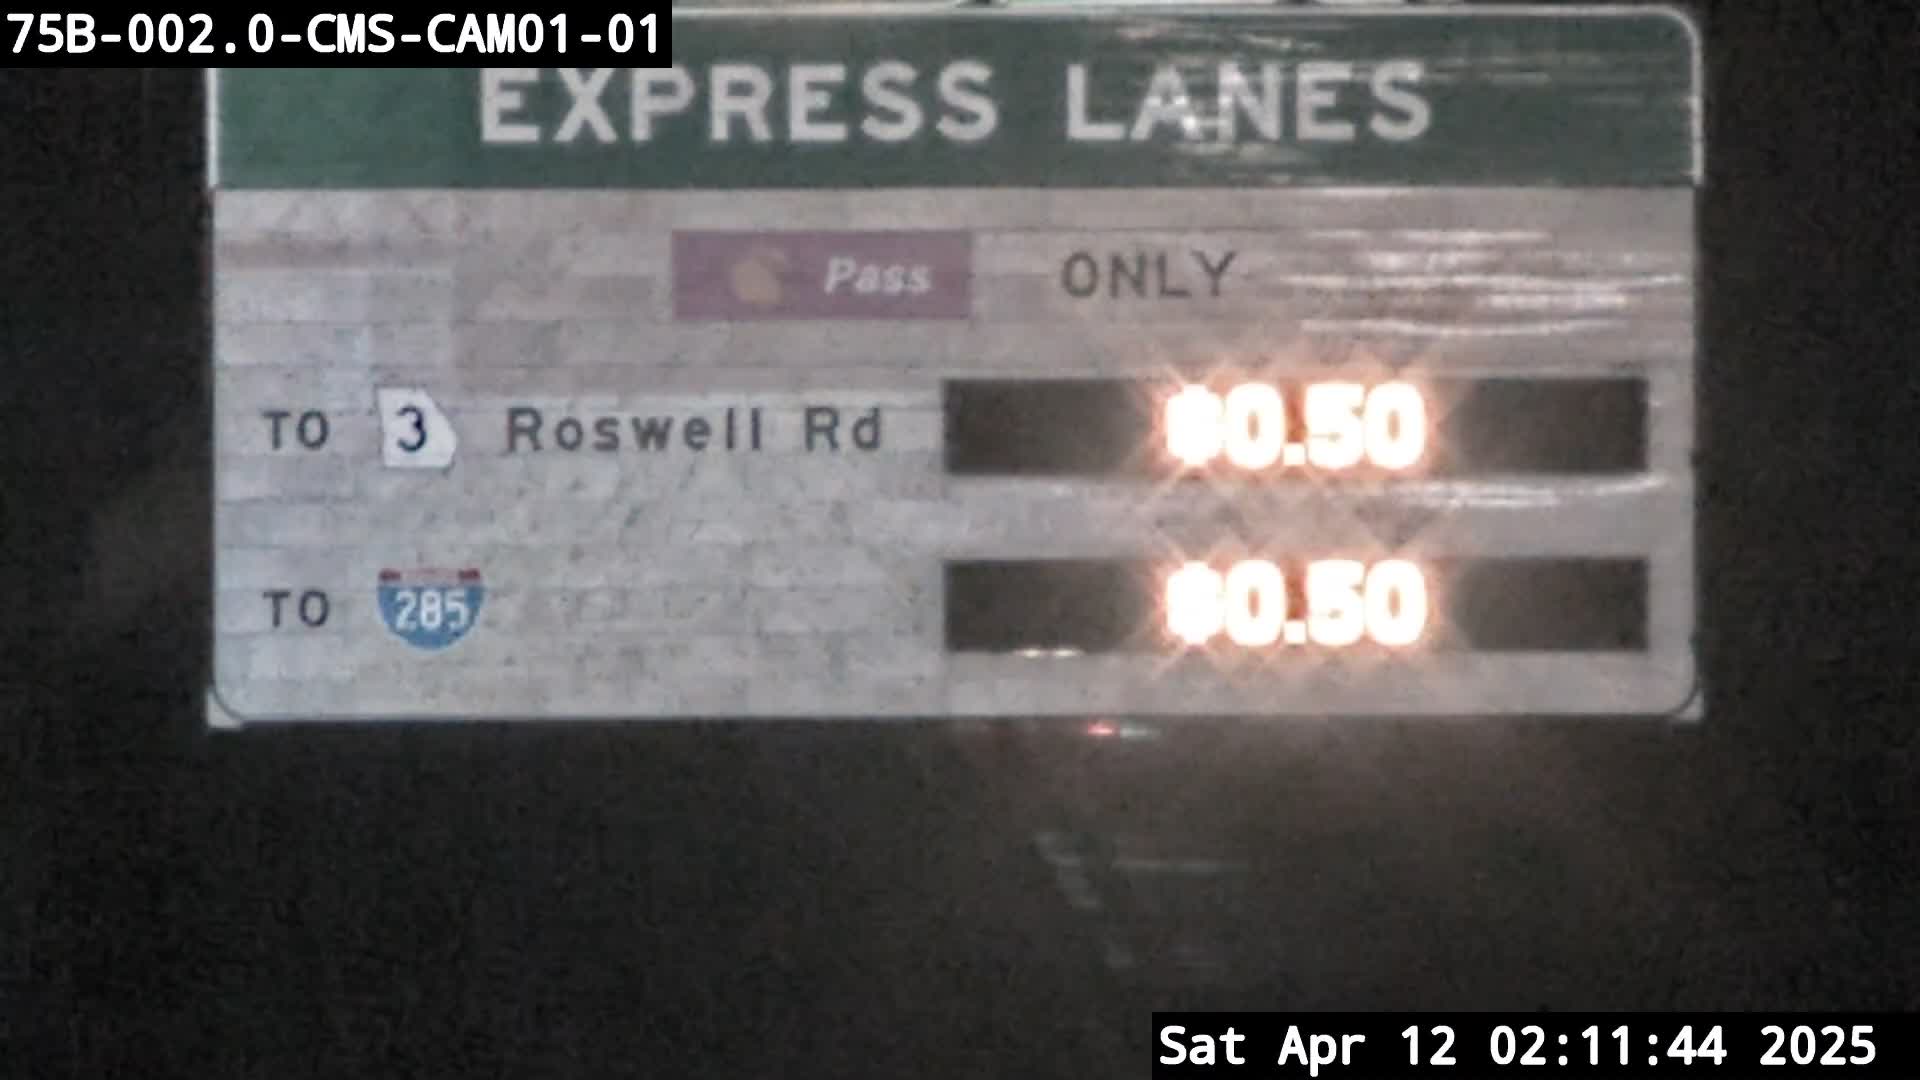 75B-002.0-CMS-CAM01-01
EXPRESS LANES
Pass ONLY
TO 3 Roswell Rd $0.50
TO 285 $0.50
Sat Apr 12 02:11:44 2025